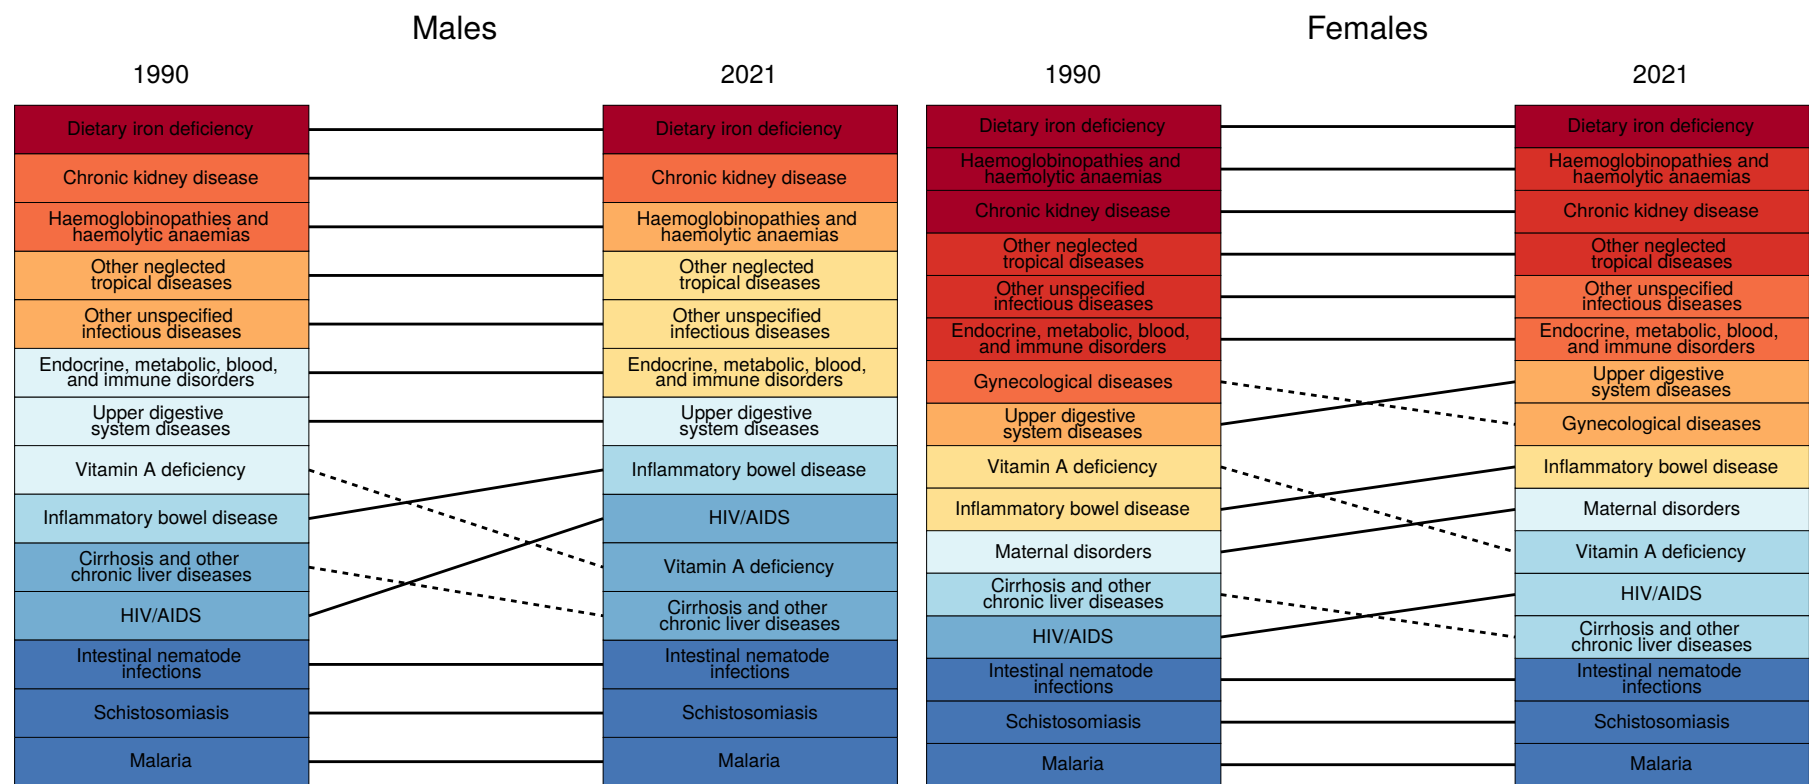 Males
1990
2021
Dietary iron deficiency
Chronic kidney disease
Haemoglobinopathies and
haemolytic anaemias
Other neglected
tropical diseases
Other unspecified
infectious diseases
Endocrine, metabolic, blood,
and immune disorders
Upper digestive
system diseases
Vitamin A deficiency
Inflammatory bowel disease
Cirrhosis and other
chronic liver diseases
HIV/AIDS
Intestinal nematode
infections
Schistosomiasis
Malaria
Dietary iron deficiency
Chronic kidney disease
Haemoglobinopathies and
haemolytic anaemias
Other neglected
tropical diseases
Other unspecified
infectious diseases
Endocrine, metabolic, blood,
and immune disorders
Upper digestive
system diseases
Inflammatory bowel disease
HIV/AIDS
Vitamin A deficiency
Cirrhosis and other
chronic liver diseases
Intestinal nematode
infections
Schistosomiasis
Malaria
Females
1990
2021
Dietary iron deficiency
Haemoglobinopathies and
haemolytic anaemias
Chronic kidney disease
Other neglected
tropical diseases
Other unspecified
infectious diseases
Endocrine, metabolic, blood,
and immune disorders
Gynecological diseases
Upper digestive
system diseases
Vitamin A deficiency
Inflammatory bowel disease
Maternal disorders
Cirrhosis and other
chronic liver diseases
HIV/AIDS
Intestinal nematode
infections
Schistosomiasis
Malaria
Dietary iron deficiency
Haemoglobinopathies and
haemolytic anaemias
Chronic kidney disease
Other neglected
tropical diseases
Other unspecified
infectious diseases
Endocrine, metabolic, blood,
and immune disorders
Upper digestive
system diseases
Gynecological diseases
Inflammatory bowel disease
Maternal disorders
Vitamin A deficiency
HIV/AIDS
Cirrhosis and other
chronic liver diseases
Intestinal nematode
infections
Schistosomiasis
Malaria